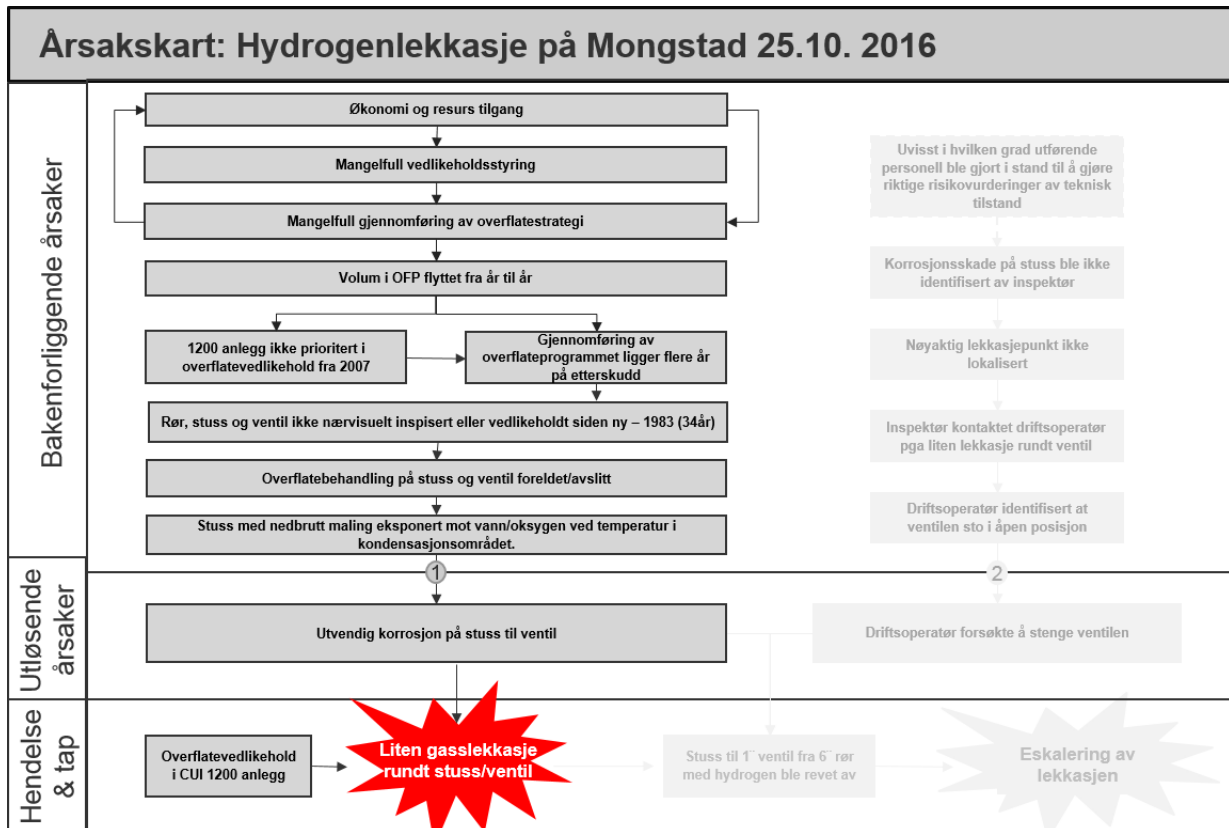 Årsakskart: Hydrogenlekkasje på Mongstad 25.10. 2016
Bakenforliggende årsaker
Økonomi og resurs tilgang
Mangelfull vedlikeholdsstyring
Mangelfull gjennomføring av overflatestrategi
Volum i OFP flyttet fra år til år
1200 anlegg ikke prioritert i
overflatevedlikehold fra 2007
Gjennomføring av
overflateprogrammet ligger flere år
på etterskudd
Rør, stuss og ventil ikke nærvisuelt inspisert eller vedlikeholdt siden ny – 1983 (34år)
Overflatebehandling på stuss og ventil foreldet/avslitt
Stuss med nedbrutt maling eksponert mot vann/oksygen ved temperatur i
kondensasjonsområdet.
1
Uvisst i hvilken grad utførende
personell ble gjort i stand til å gjøre
riktige risikovurderinger av teknisk
tilstand
Korrosjonsskade på stuss ble ikke
identifisert av inspektør
Nøyaktig lekkasjepunkt ikke
lokalisert
Inspektør kontaktet driftsoperatør
pga liten lekkasje rundt ventil
Driftsoperatør identifisert at
ventilen sto i åpen posisjon
2
Utløsende
årsaker
Utvendig korrosjon på stuss til ventil
Driftsoperatør forsøkte å stenge ventilen
Hendelse
& tap
Overflatevedlikehold
i CUI 1200 anlegg
Liten gasslekkasje
rundt stuss/ventil
Stuss til 1¨ ventil fra 6¨ rør
med hydrogen ble revet av
Eskalering av
lekkasjen